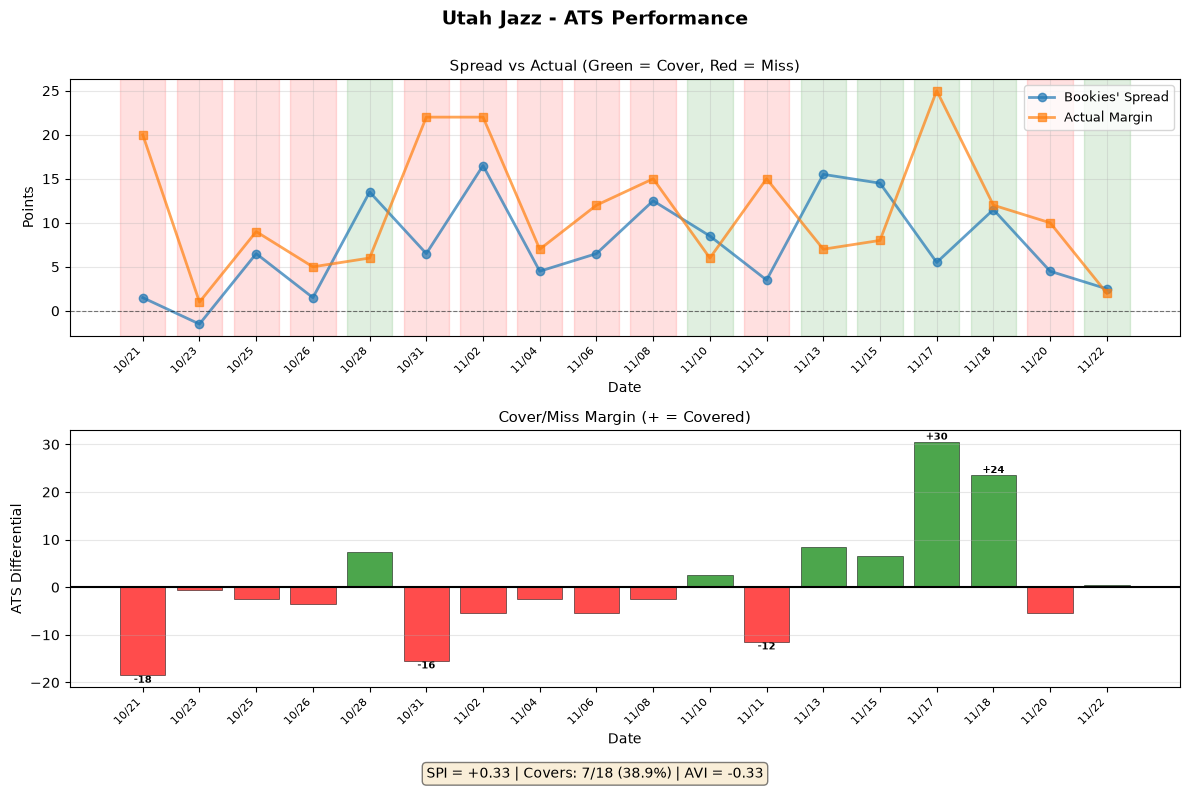 Utah Jazz - ATS Performance
Spread vs Actual (Green = Cover, Red = Miss)
Points
25
20
15
10
5
0
Bookies' Spread
Actual Margin
10/21 10/23 10/25 10/26 10/28 10/31 11/02 11/04 11/06 11/08 11/10 11/11 11/13 11/15 11/17 11/18 11/20 11/22
Date
Cover/Miss Margin (+ = Covered)
ATS Differential
30
20
10
0
−10
−20
-18
-16
-12
+30
+24
10/21 10/23 10/25 10/26 10/28 10/31 11/02 11/04 11/06 11/08 11/10 11/11 11/13 11/15 11/17 11/18 11/20 11/22
Date
SPI = +0.33 | Covers: 7/18 (38.9%) | AVI = -0.33